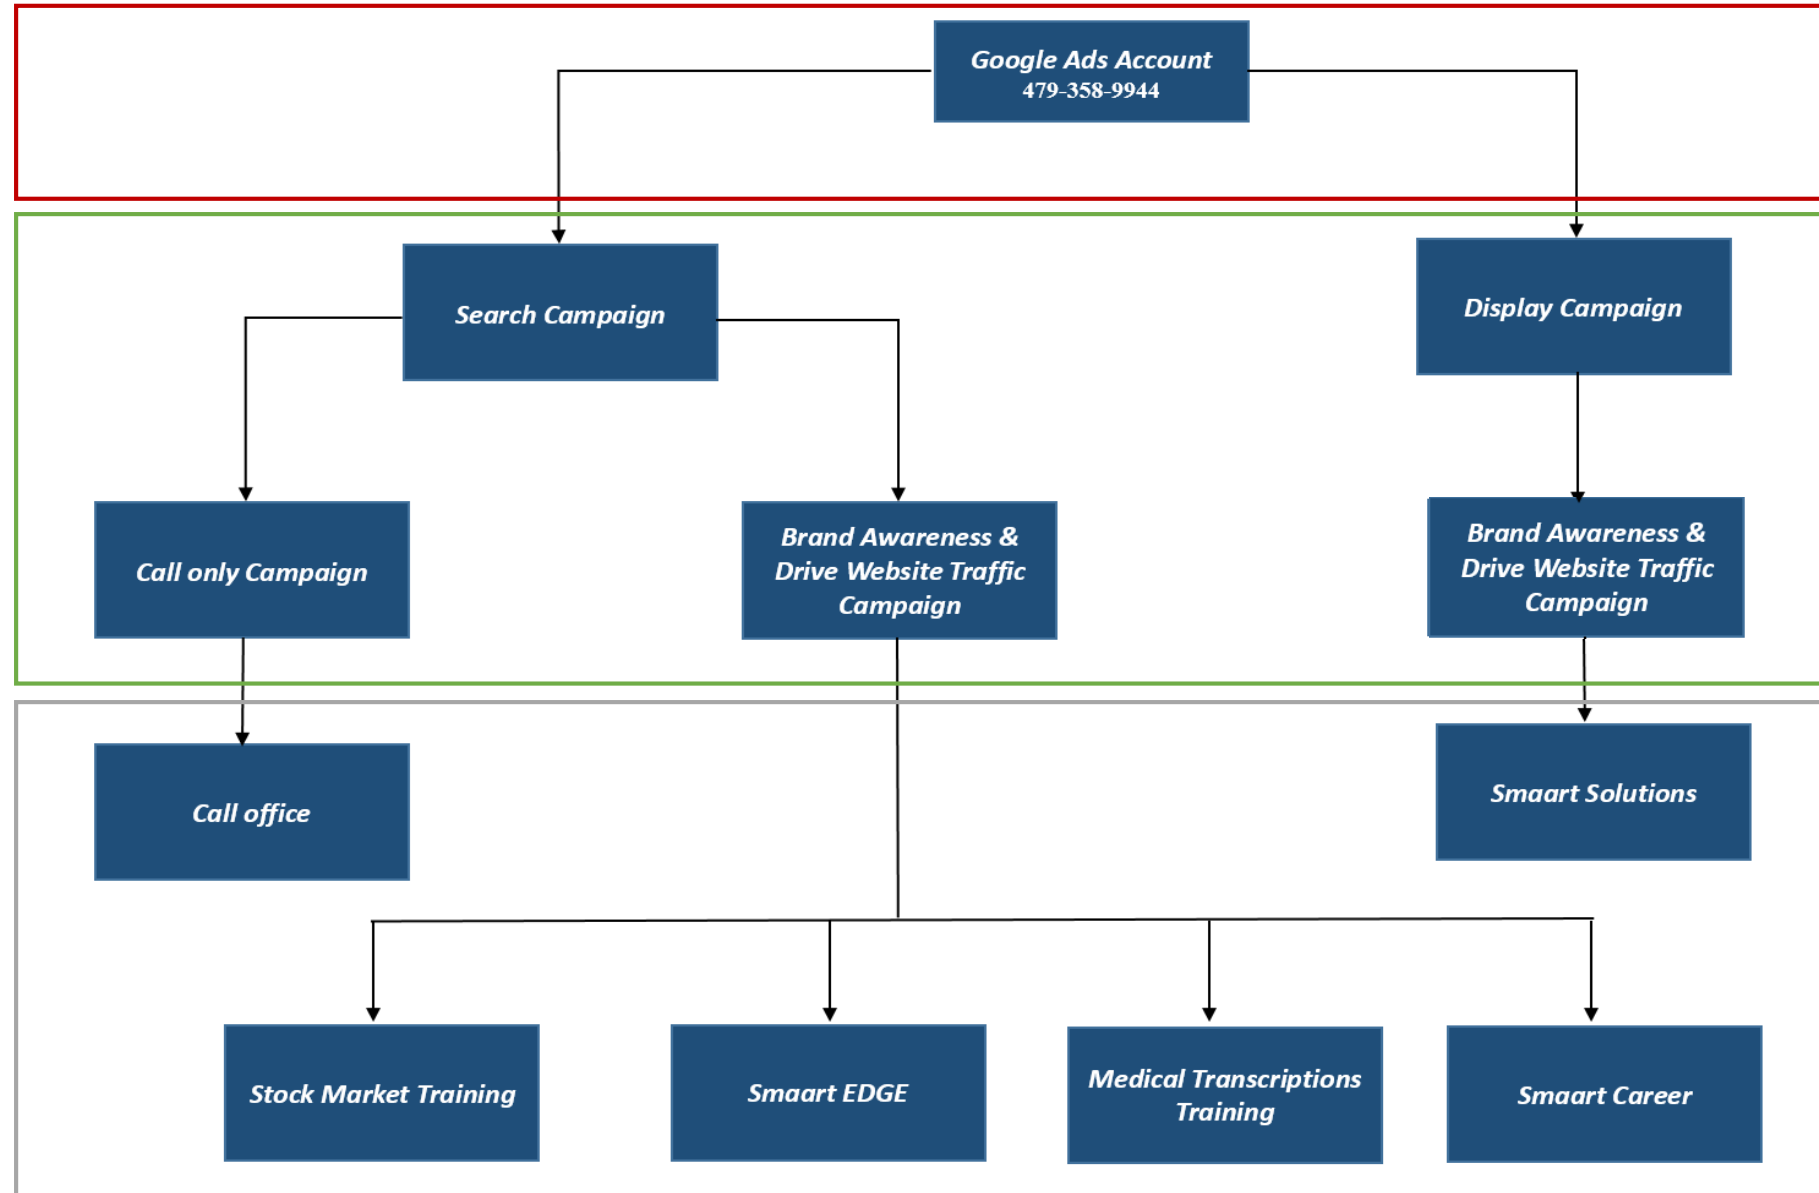 Google Ads Account
479-358-9944
Search Campaign
Display Campaign
Call only Campaign
Brand Awareness &
Drive Website Traffic
Campaign
Brand Awareness &
Drive Website Traffic
Campaign
Call office
Smaart Solutions
Stock Market Training
Smaart EDGE
Medical Transcriptions
Training
Smaart Career